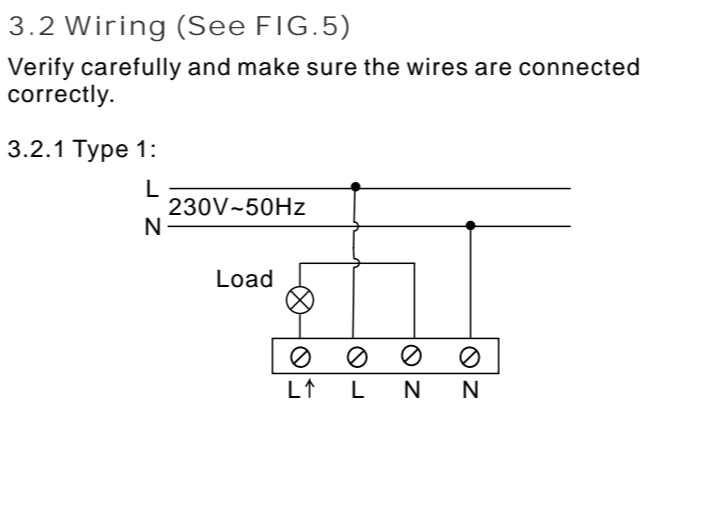 3.2 Wiring (See FIG.5)
Verify carefully and make sure the wires are connected
correctly.
3.2.1 Type 1:
L
230V~50Hz
N
Load
L↑ L N N